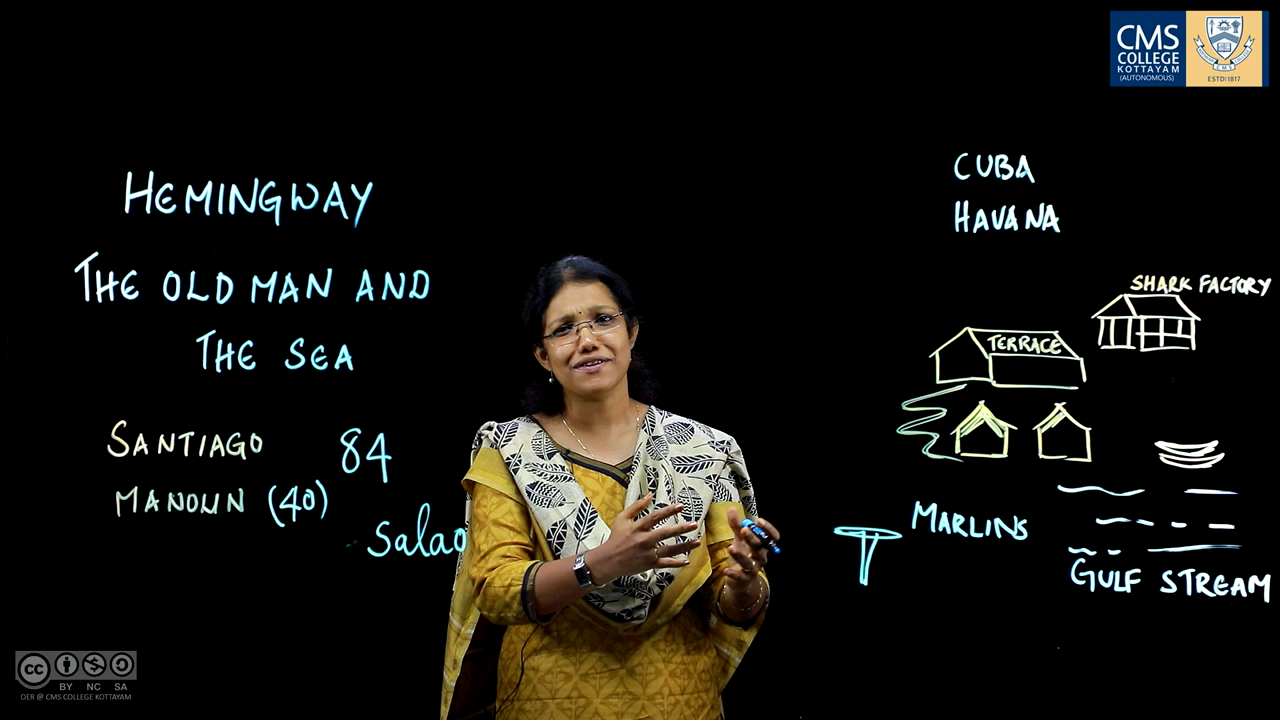 CMS
COLLEGE
KOTTAYAM
(AUTONOMOUS)
ESTD:1817
HEMINGWAY
THE OLD MAN AND
THE SEA
SANTIAGO 84
MANOLIN (40)
Salao
CUBA
HAVANA
SHARK FACTORY
TERRACE
MARLINS
GULF STREAM
CC
BY NC SA
OER @ CMS COLLEGE KOTTAYAM